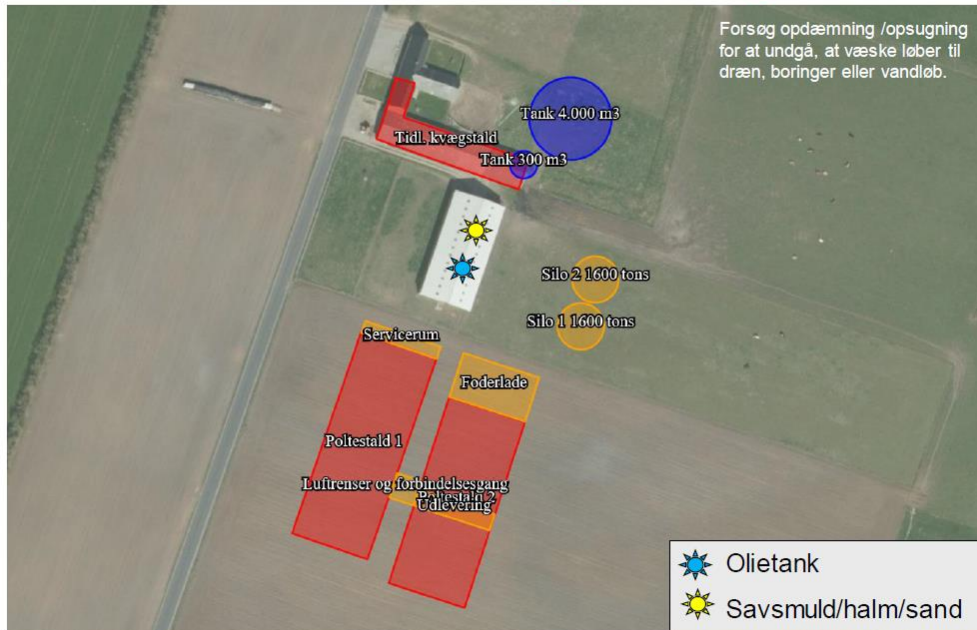 Forsøg opdæmning /opsugning
for at undgå, at væske løber til
dræn, boringer eller vandløb.
Tank 4.000 m3
Tidl. kvægstald
Tank 300 m3
Silo 2 1600 tons
Silo 1 1600 tons
Servicerum
Foderlade
Poltestald 1
Luftrenser og forbindelsesgang
Poltestald 2
Udlevering
Olietank
Savsmuld/halm/sand